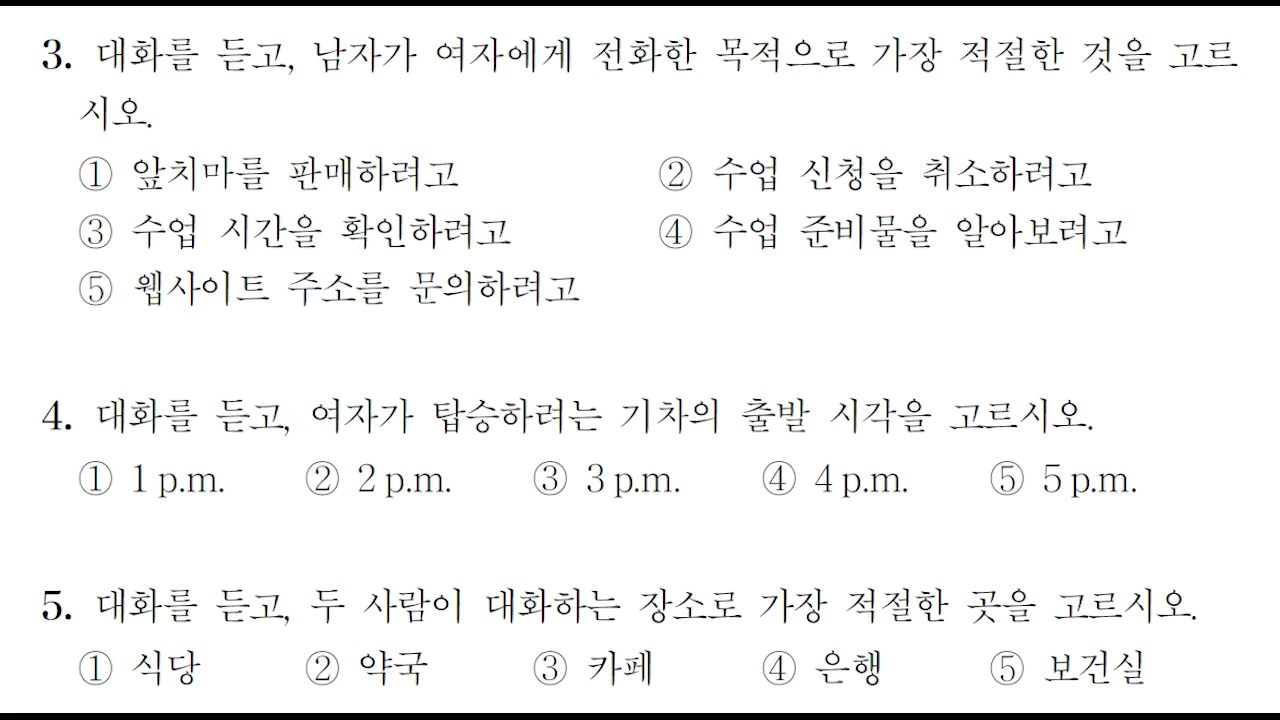 3. 대화를 듣고, 남자가 여자에게 전화한 목적으로 가장 적절한 것을 고르
시오.
① 앞치마를 판매하려고 ② 수업 신청을 취소하려고
③ 수업 시간을 확인하려고 ④ 수업 준비물을 알아보려고
⑤ 웹사이트 주소를 문의하려고
4. 대화를 듣고, 여자가 탑승하려는 기차의 출발 시각을 고르시오.
① 1 p.m. ② 2 p.m. ③ 3 p.m. ④ 4 p.m. ⑤ 5 p.m.
5. 대화를 듣고, 두 사람이 대화하는 장소로 가장 적절한 곳을 고르시오.
① 식당 ② 약국 ③ 카페 ④ 은행 ⑤ 보건실